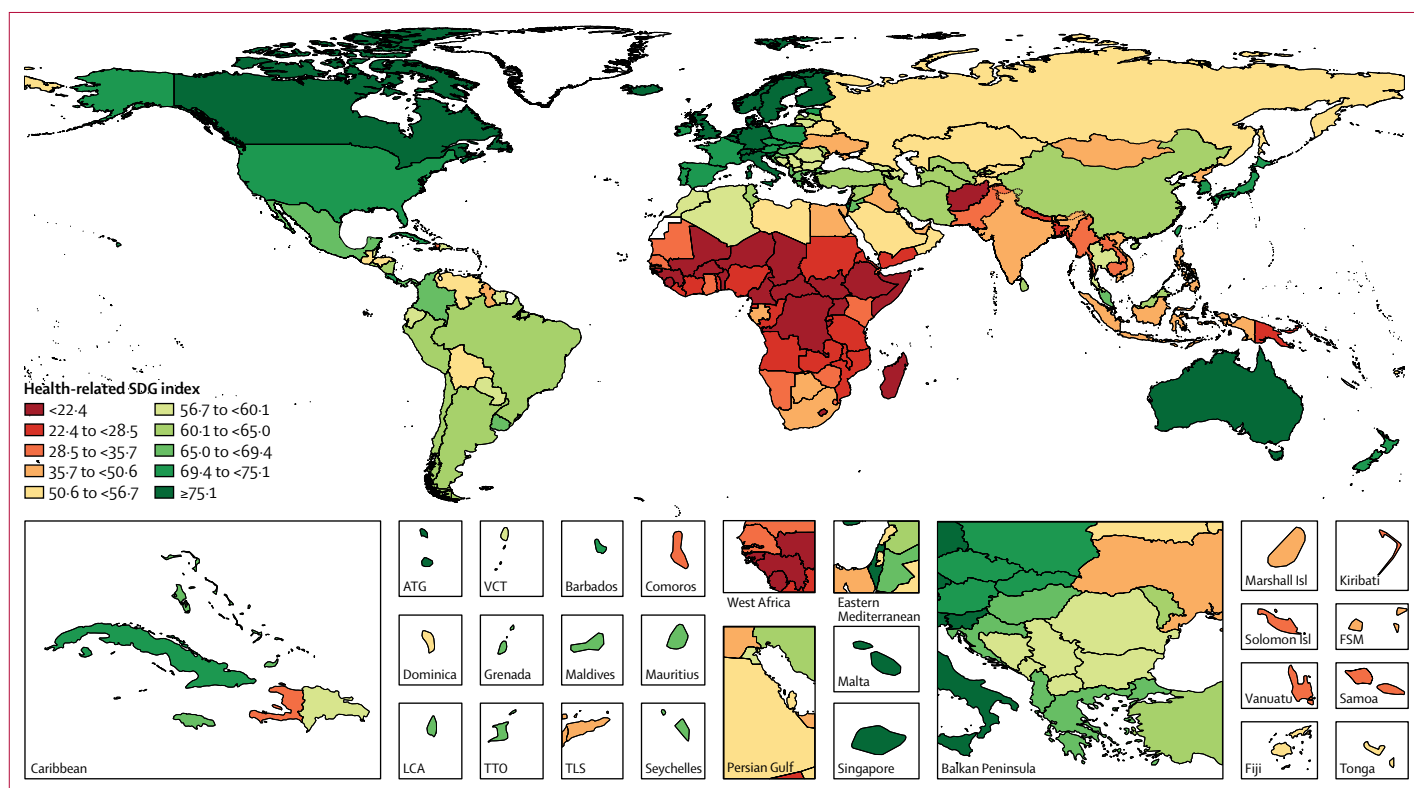 Health-related SDG index
<22·4
22·4 to <28·5
28·5 to <35·7
35·7 to <50·6
50·6 to <56·7
56·7 to <60·1
60·1 to <65·0
65·0 to <69·4
69·4 to <75·1
≥75·1
Caribbean
ATG
VCT
Barbados
Comoros
Dominica
Grenada
Maldives
Mauritius
LCA
TTO
TLS
Seychelles
West Africa
Eastern
Mediterranean
Persian Gulf
Malta
Singapore
Balkan Peninsula
Marshall Isl
Kiribati
Solomon Isl
FSM
Vanuatu
Samoa
Fiji
Tonga